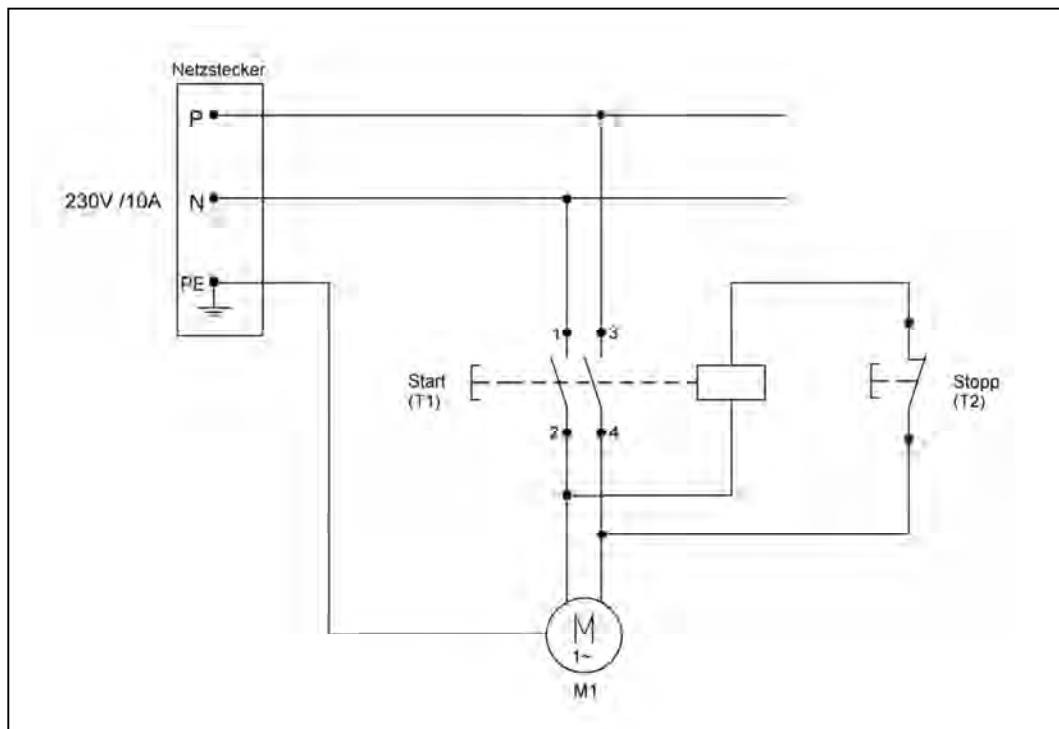 Netzstecker
P
230V /10A
N
PE
1
3
Start
(T1)
Stopp
(T2)
2
4
M
1~
M1